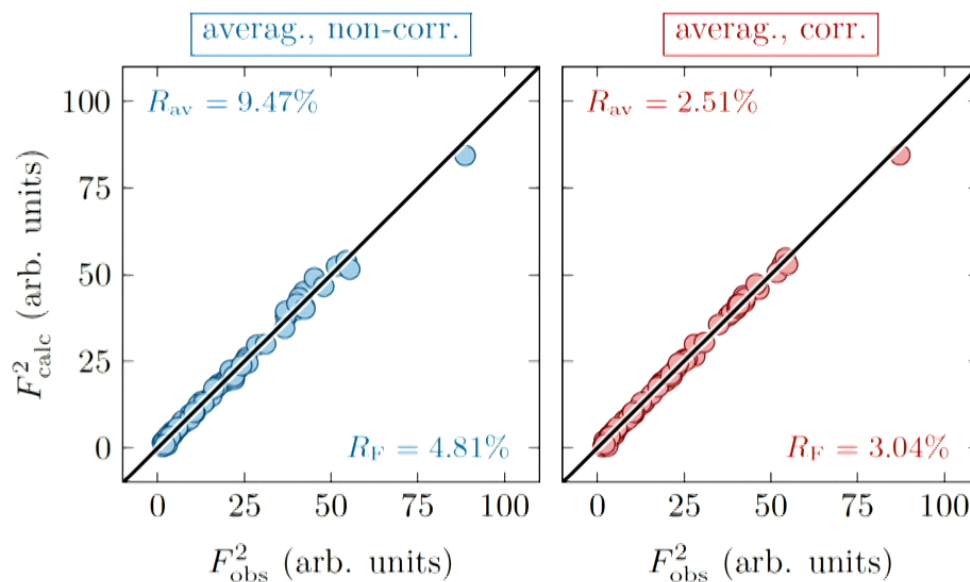 averag., non-corr.
averag., corr.
R_av = 9.47%
R_F = 4.81%
R_av = 2.51%
R_F = 3.04%
100
75
50
25
0
F²_calc (arb. units)
0 25 50 75 100
0 25 50 75 100
F²_obs (arb. units)
F²_obs (arb. units)